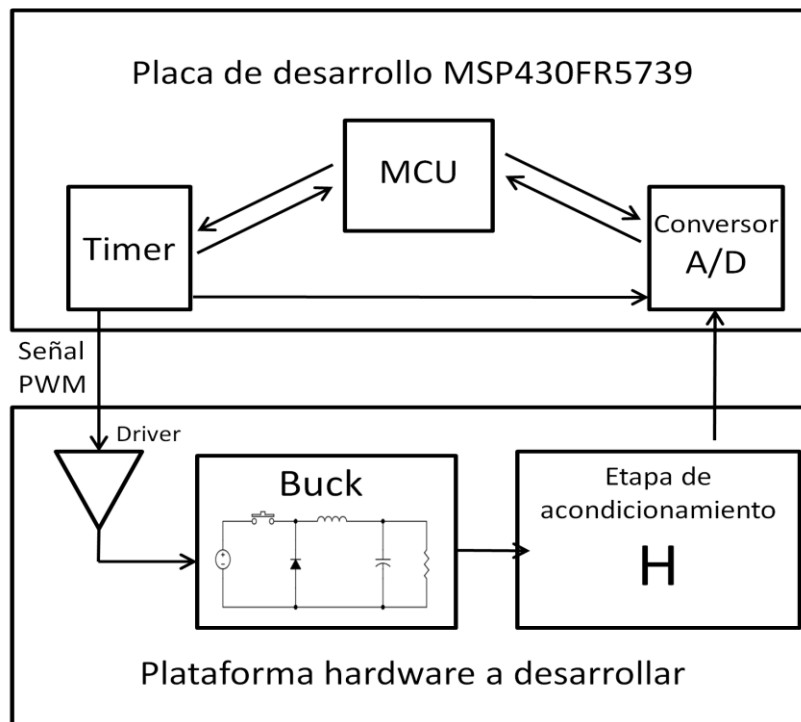 Placa de desarrollo MSP430FR5739
MCU
Timer
Conversor
A/D
Señal
PWM
Driver
Buck
Etapa de
acondicionamiento
H
Plataforma hardware a desarrollar